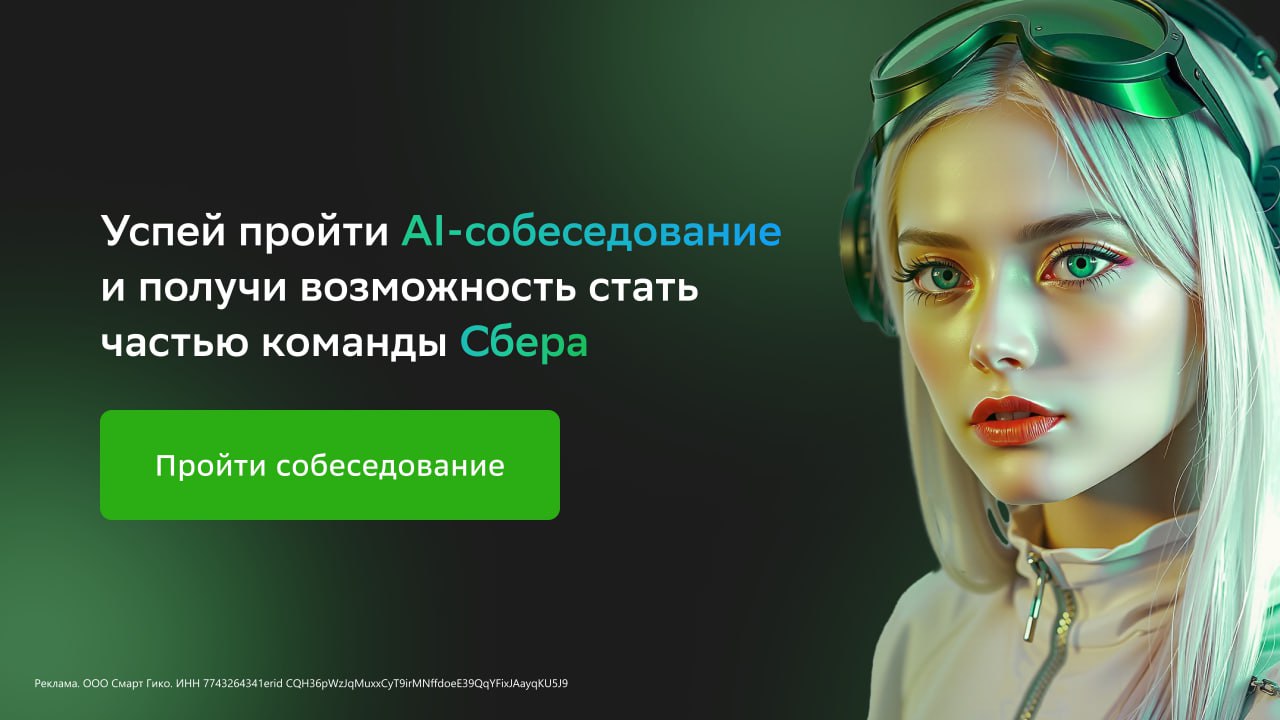 Успей пройти AI-собеседование
и получи возможность стать
частью команды Сбера
Пройти собеседование
Реклама. ООО Смарт Гико. ИНН 7743264341erid CQH36pWzJqMuxxCyT9irMNffdoeE39QqYFixJAayqKU5J9